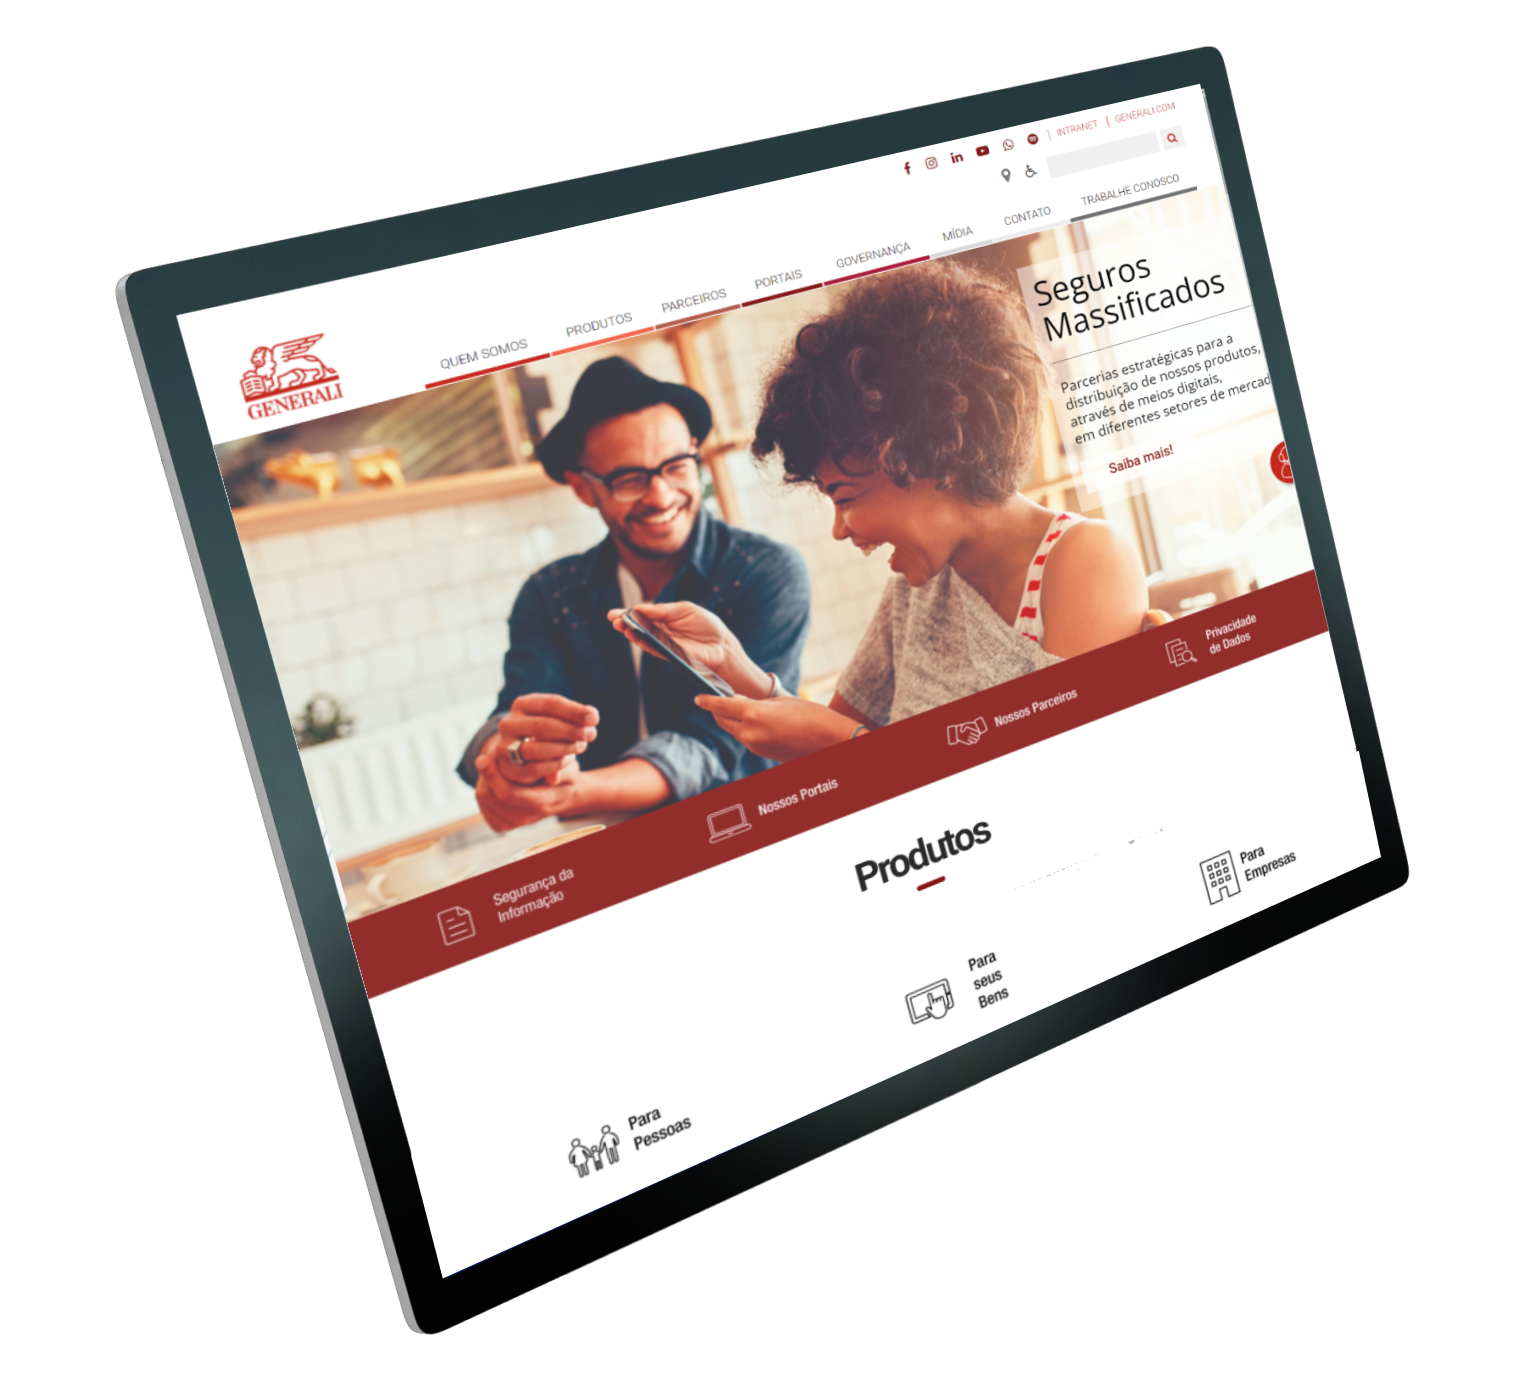 INTRANET | GENERALI.COM
GENERALI
QUEM SOMOS
PRODUTOS
PARCEIROS
PORTAIS
GOVERNANÇA
MÍDIA
CONTATO
TRABALHE CONOSCO
Seguros
Massificados
Parcerias estratégicas para a
distribuição de nossos produtos,
através de meios digitais,
em diferentes setores de mercad
Saiba mais!
Segurança da
Informação
Nossos Portais
Nossos Parceiros
Privacidade
de Dados
Produtos
Para
Pessoas
Para
seus
Bens
Para
Empresas